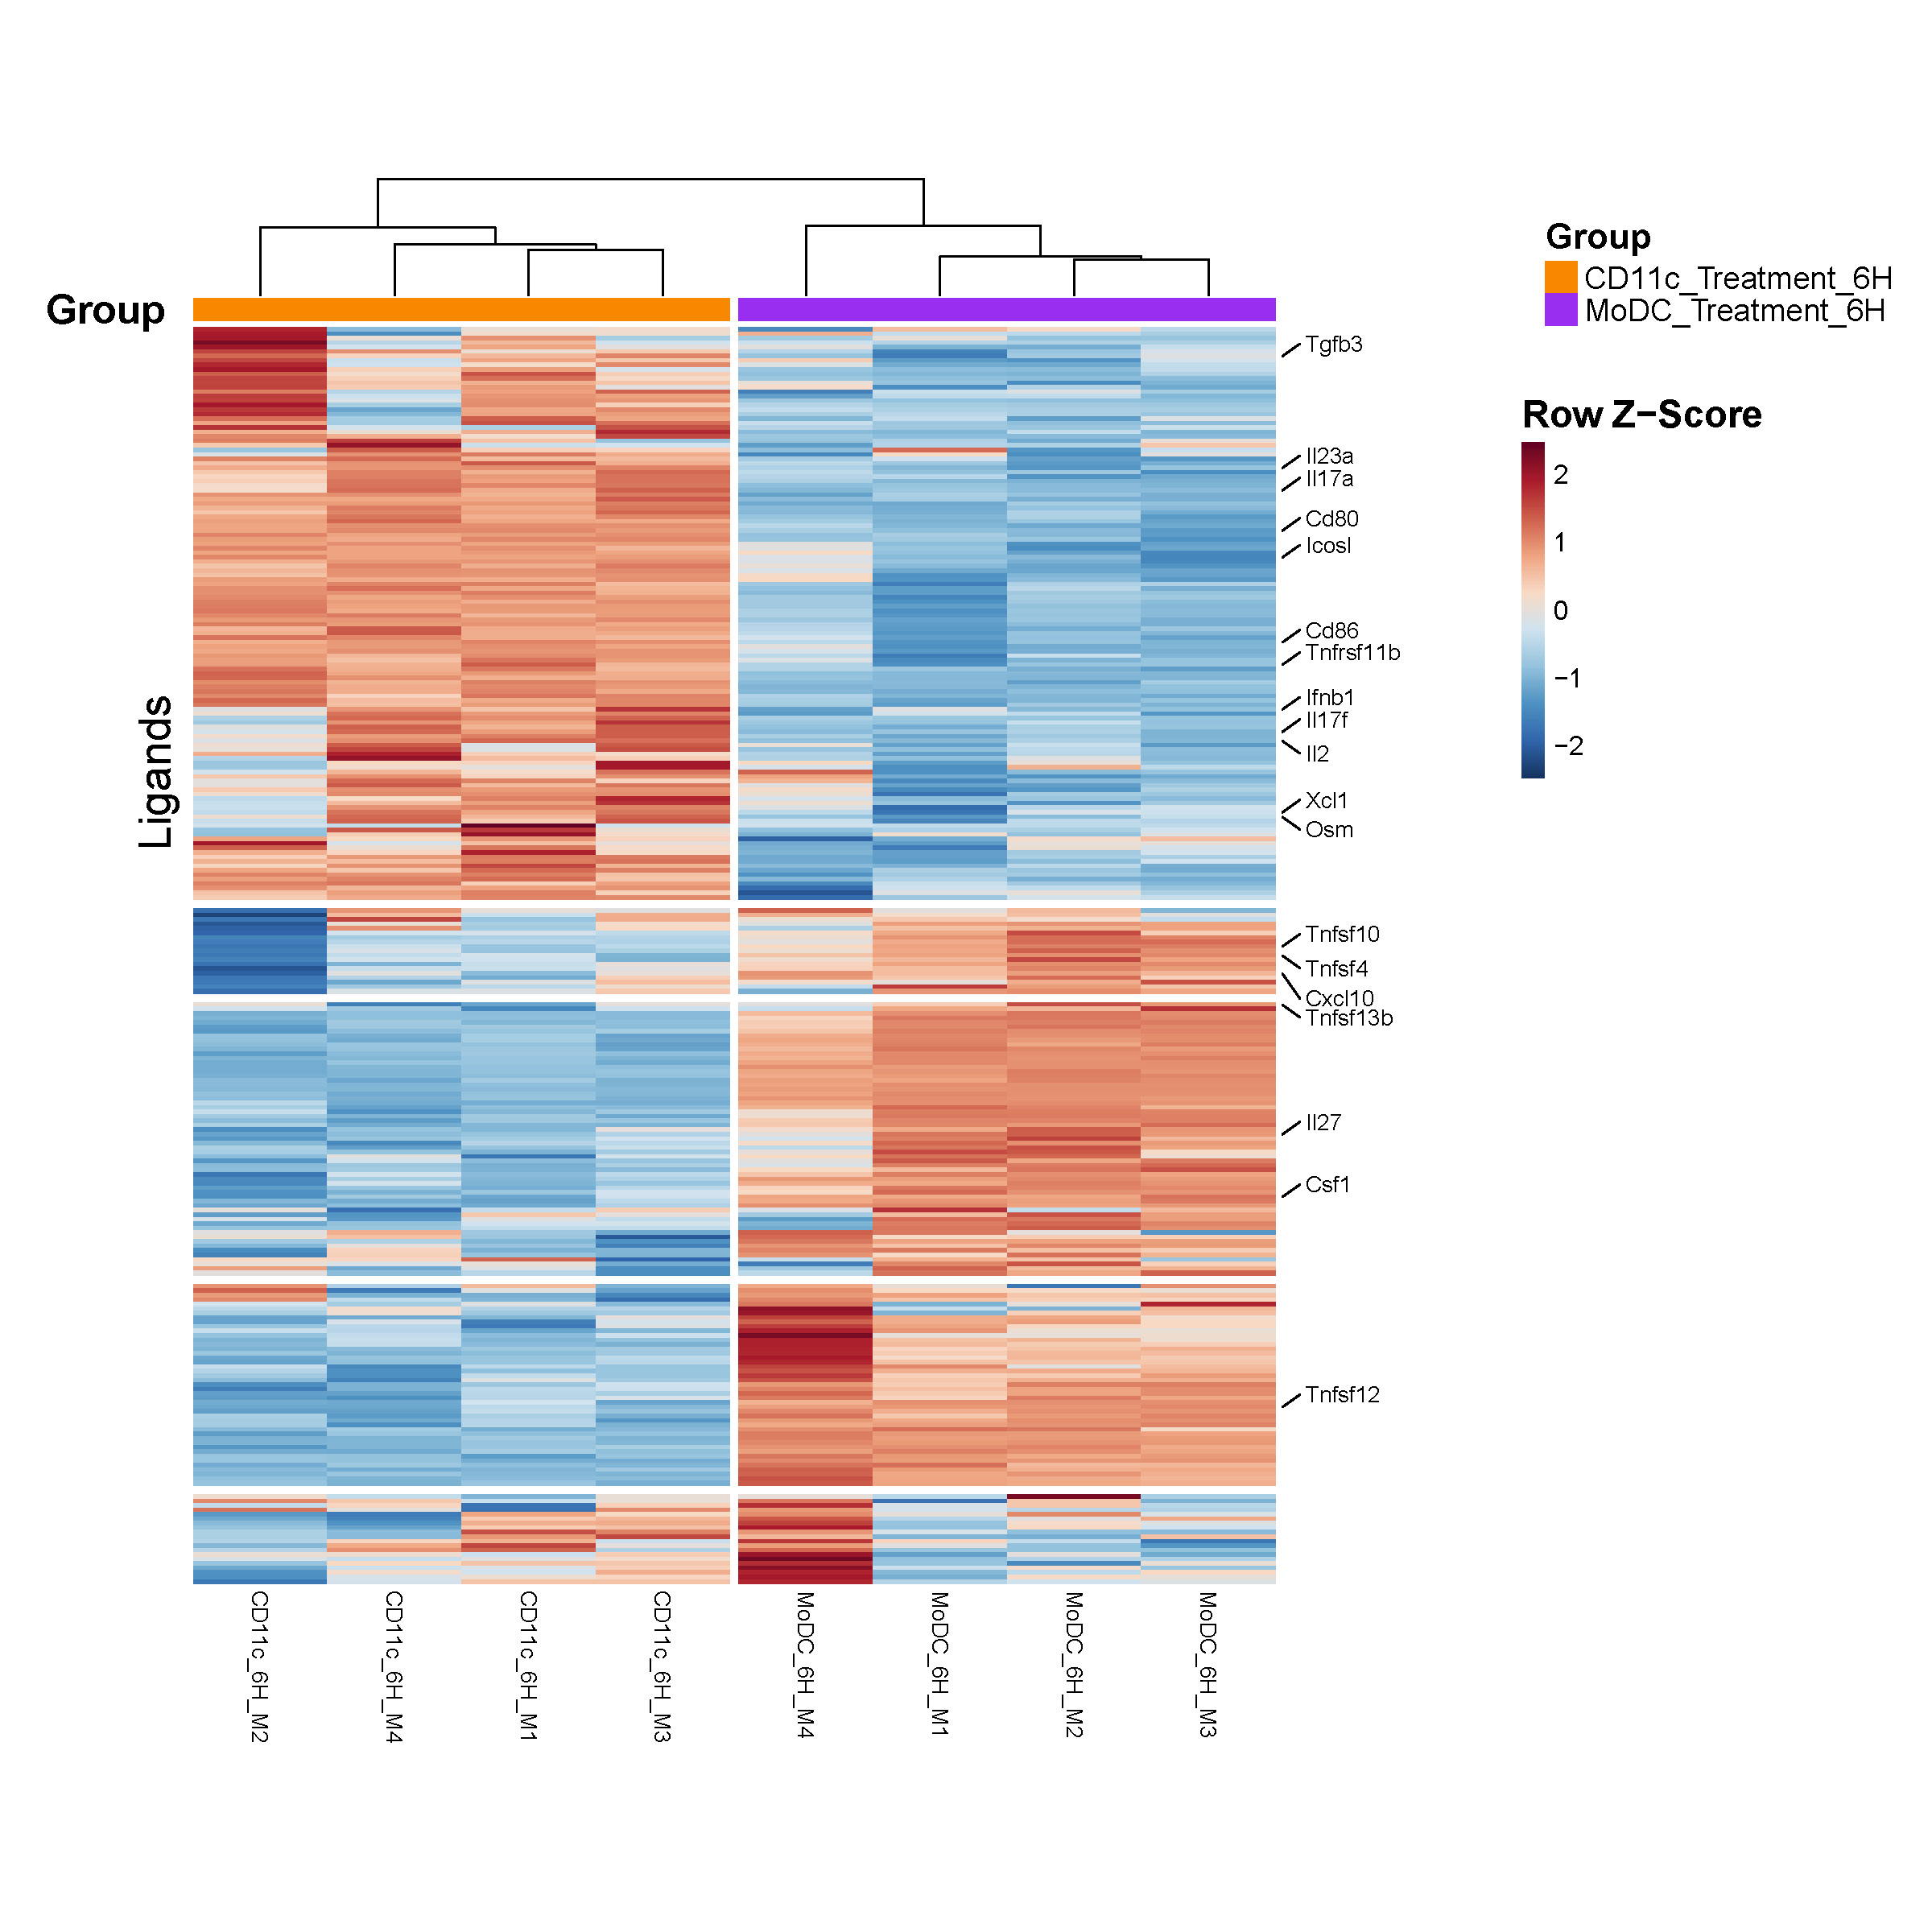 Group
CD11c_Treatment_6H
MoDC_Treatment_6H
Group
Row Z−Score
2
1
0
−1
−2
Ligands
Tgfb3
Il23a
Il17a
Cd80
Icosl
Cd86
Tnfrsf11b
Ifnb1
Il17f
Il2
Xcl1
Osm
Tnfsf10
Tnfsf4
Cxcl10
Tnfsf13b
Il27
Csf1
Tnfsf12
CD11c_6H_M2
CD11c_6H_M4
CD11c_6H_M1
CD11c_6H_M3
MoDC_6H_M4
MoDC_6H_M1
MoDC_6H_M2
MoDC_6H_M3